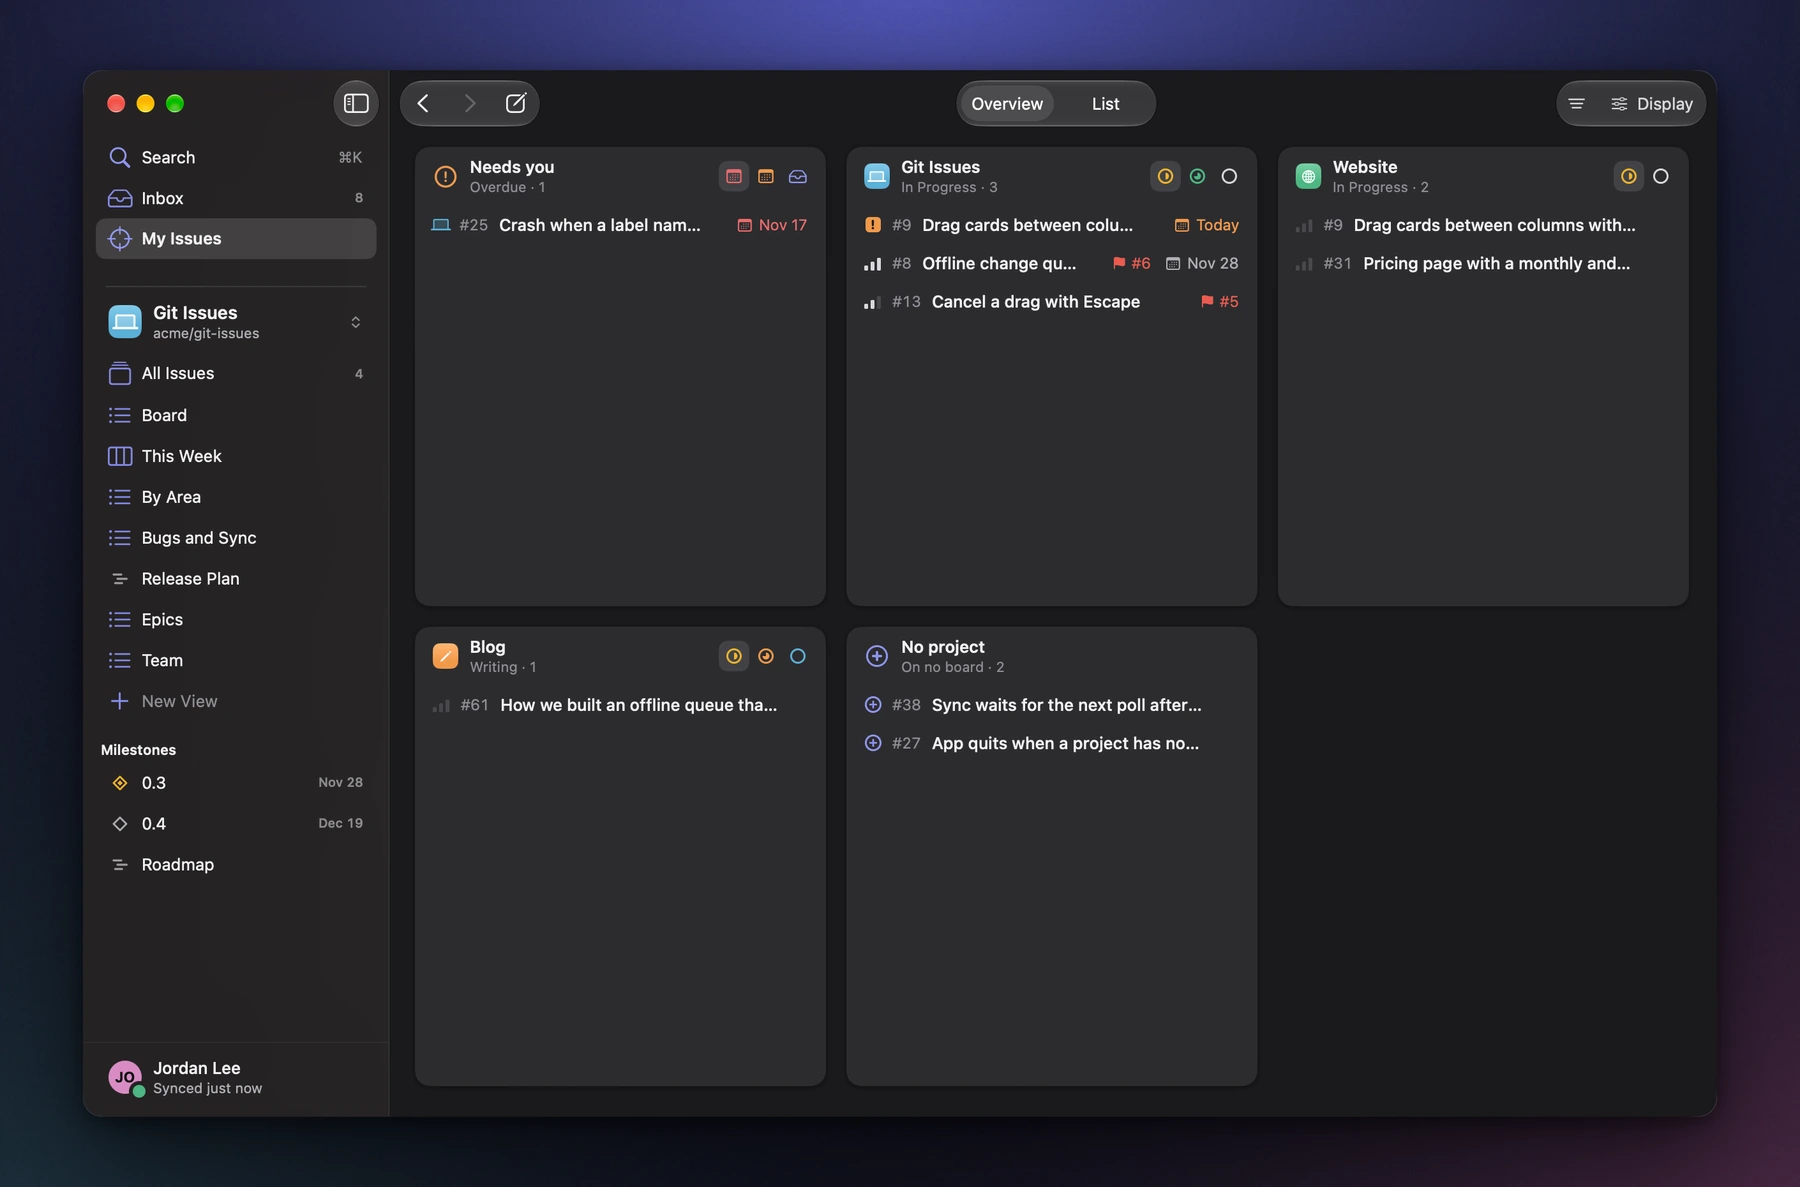 Search ⌘K
Inbox 8
My Issues
Git Issues
acme/git-issues
All Issues 4
Board
This Week
By Area
Bugs and Sync
Release Plan
Epics
Team
New View
Milestones
0.3 Nov 28
0.4 Dec 19
Roadmap
JO
Jordan Lee
Synced just now
Overview List
Display
Needs you
Overdue · 1
#25 Crash when a label nam... Nov 17
Git Issues
In Progress · 3
#9 Drag cards between colu... Today
#8 Offline change qu... #6 Nov 28
#13 Cancel a drag with Escape #5
Website
In Progress · 2
#9 Drag cards between columns with...
#31 Pricing page with a monthly and...
Blog
Writing · 1
#61 How we built an offline queue tha...
No project
On no board · 2
#38 Sync waits for the next poll after...
#27 App quits when a project has no...